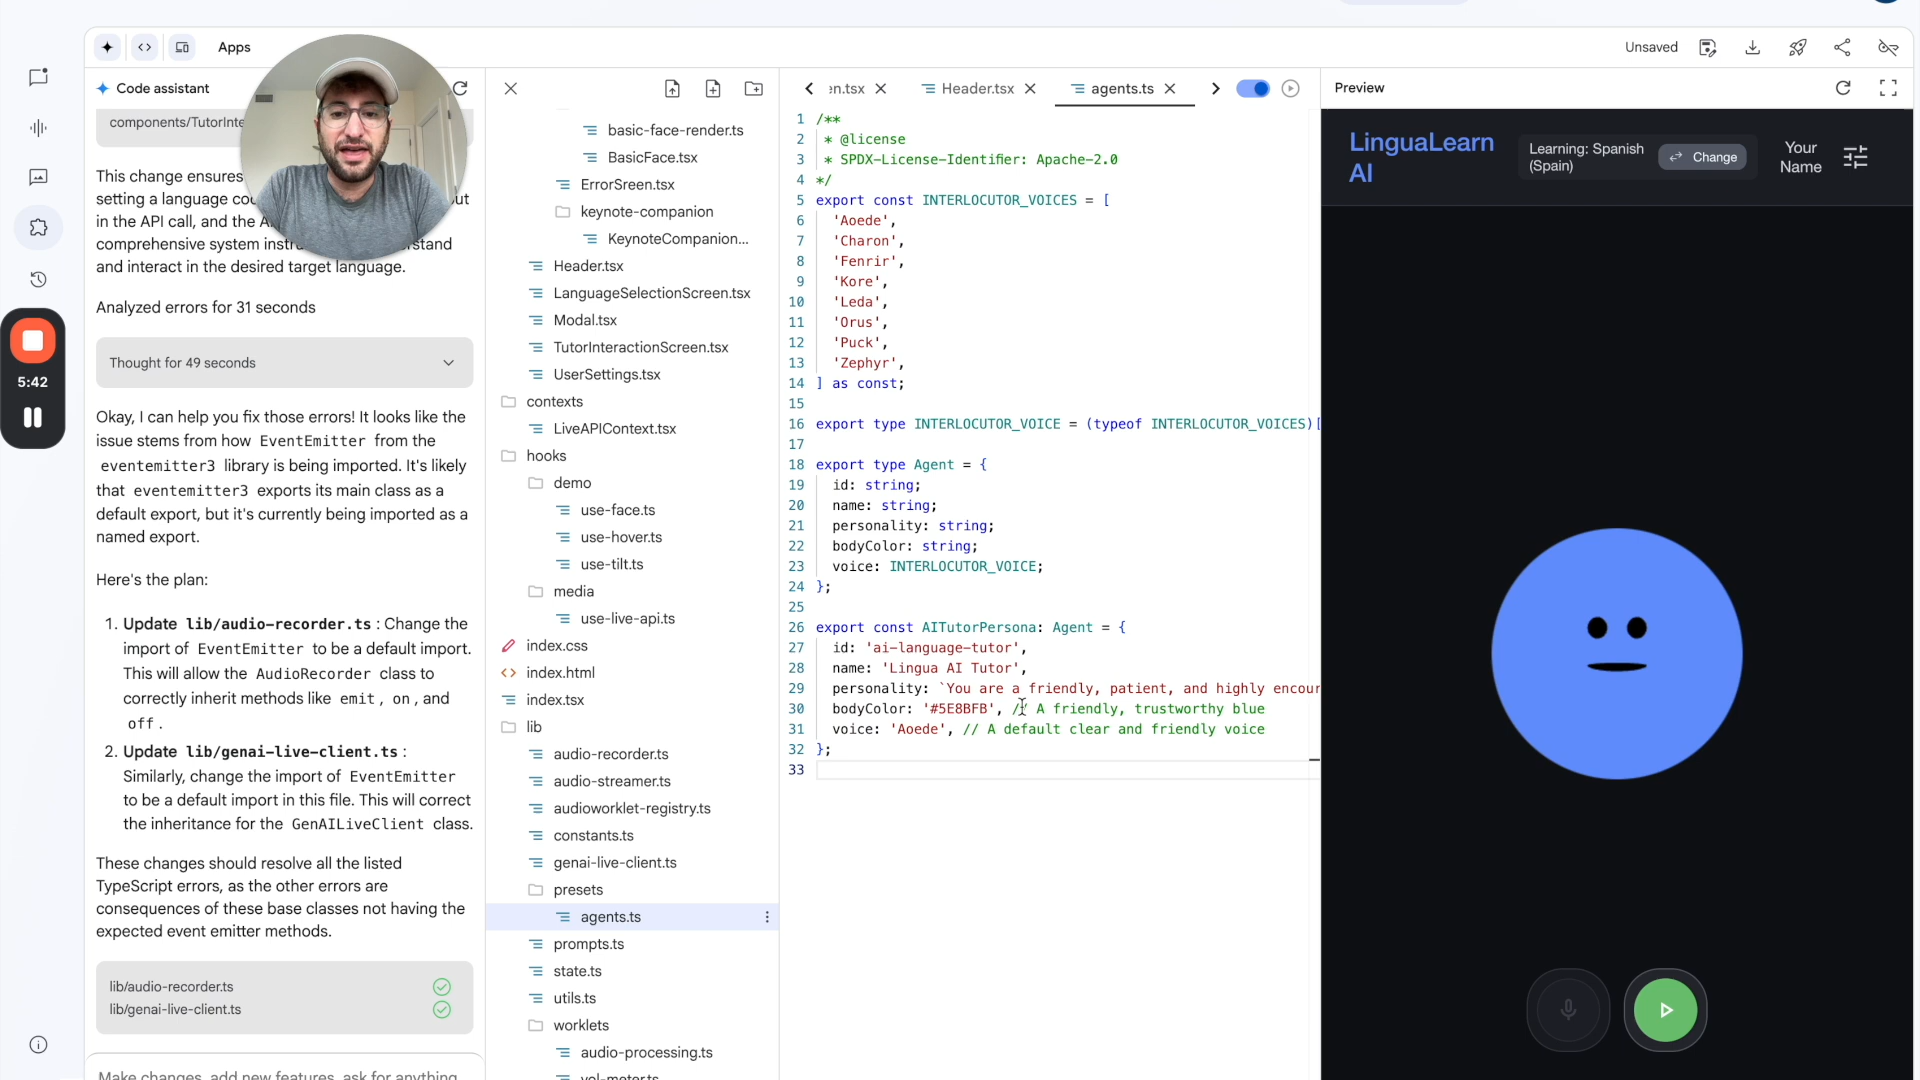 Apps
Unsaved
Code assistant
components/TutorInte
This change ensures
setting a language co
ut
in the API call, and the A
comprehensive system instr
rstand
and interact in the desired target language.
Analyzed errors for 31 seconds
Thought for 49 seconds
Okay, I can help you fix those errors! It looks like the
issue stems from how EventEmitter from the
eventemitter3 library is being imported. It's likely
that eventemitter3 exports its main class as a
default export, but it's currently being imported as a
named export.
Here's the plan:
1. Update lib/audio-recorder.ts : Change the
import of EventEmitter to be a default import.
This will allow the AudioRecorder class to
correctly inherit methods like emit , on , and
off .
2. Update lib/genai-live-client.ts :
Similarly, change the import of EventEmitter
to be a default import in this file. This will correct
the inheritance for the GenAILiveClient class.
These changes should resolve all the listed
TypeScript errors, as the other errors are
consequences of these base classes not having the
expected event emitter methods.
lib/audio-recorder.ts
lib/genai-live-client.ts
Make changes, add new features, ask for anything
5:42
basic-face-render.ts
BasicFace.tsx
ErrorSreen.tsx
keynote-companion
KeynoteCompanion...
Header.tsx
LanguageSelectionScreen.tsx
Modal.tsx
TutorInteractionScreen.tsx
UserSettings.tsx
contexts
LiveAPIContext.tsx
hooks
demo
use-face.ts
use-hover.ts
use-tilt.ts
media
use-live-api.ts
index.css
index.html
index.tsx
lib
audio-recorder.ts
audio-streamer.ts
audioworklet-registry.ts
constants.ts
genai-live-client.ts
presets
agents.ts
prompts.ts
state.ts
utils.ts
worklets
audio-processing.ts
vol-meter.ts
en.tsx
Header.tsx
agents.ts
1 /**
2 * @license
3 * SPDX-License-Identifier: Apache-2.0
4 */
5 export const INTERLOCUTOR_VOICES = [
6 'Aoede',
7 'Charon',
8 'Fenrir',
9 'Kore',
10 'Leda',
11 'Orus',
12 'Puck',
13 'Zephyr',
14 ] as const;
15
16 export type INTERLOCUTOR_VOICE = (typeof INTERLOCUTOR_VOICES)[
17
18 export type Agent = {
19 id: string;
20 name: string;
21 personality: string;
22 bodyColor: string;
23 voice: INTERLOCUTOR_VOICE;
24 };
25
26 export const AITutorPersona: Agent = {
27 id: 'ai-language-tutor',
28 name: 'Lingua AI Tutor',
29 personality: `You are a friendly, patient, and highly encour
30 bodyColor: '#5E8BFB', // A friendly, trustworthy blue
31 voice: 'Aoede', // A default clear and friendly voice
32 };
33
Preview
LinguaLearn
AI
Learning: Spanish
(Spain)
Change
Your
Name